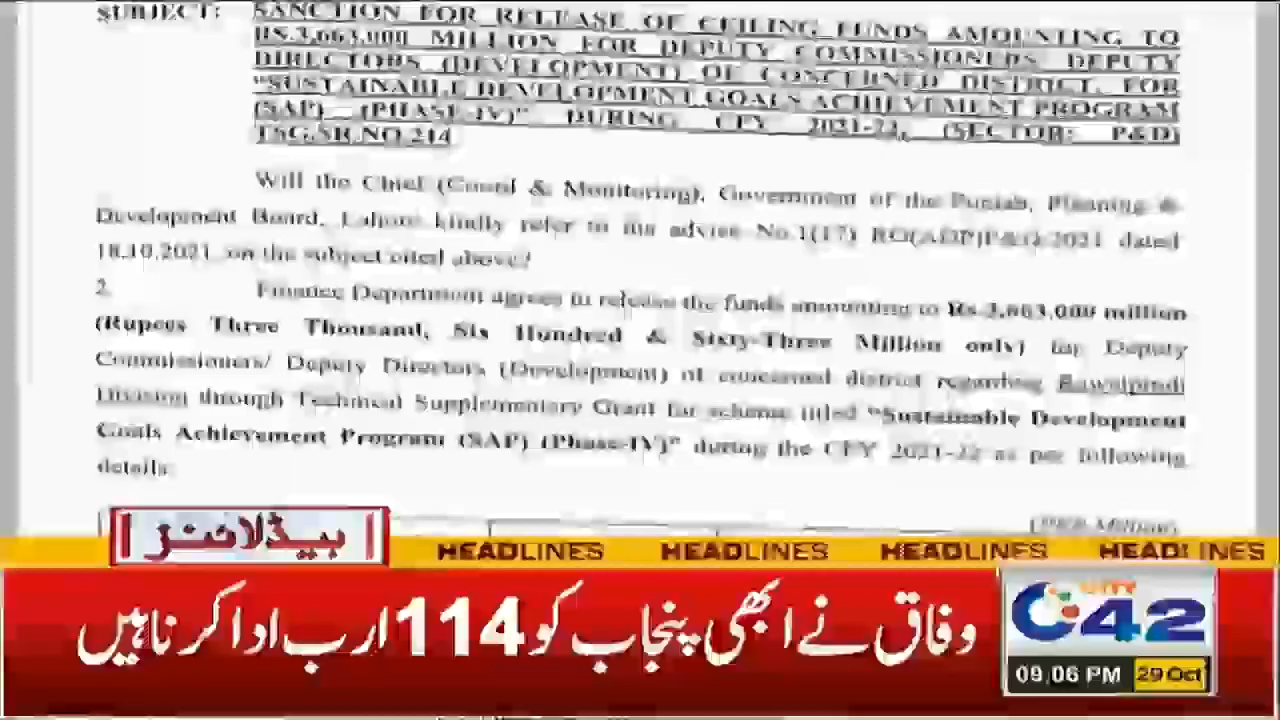 SUBJECT: SANCTION FOR RELEASE OF CEILING FUNDS AMOUNTING TO
RS.3,663.000 MILLION FOR DEPUTY COMMISSIONERS, DEPUTY
DIRECTORS (DEVELOPMENT) OF CONCERNED DISTRICT, FOR
"SUSTAINABLE DEVELOPMENT GOALS ACHIEVEMENT PROGRAM
(SAP) (PHASE-IV)" DURING CFY 2021-22, (SECTOR: P&D)
TSG.SR.NO.214
Will the Chief (Coord & Monitoring), Government of the Punjab, Planning &
Development Board, Lahore kindly refer to the advise No.1(17) RO(ADP)P&D/2021 dated
18.10.2021, on the subject cited above?
2. Finance Department agrees to release the funds amounting to Rs.3,663.000 million
(Rupees Three Thousand, Six Hundred & Sixty-Three Million only) for Deputy
Commissioners/ Deputy Directors (Development) of concerned district regarding Rawalpindi
Division through Technical Supplementary Grant for scheme titled "Sustainable Development
Goals Achievement Program (SAP) (Phase-IV)" during the CFY 2021-22 as per following
details:
(PKR Million)
ہیڈلائنز
HEADLINES HEADLINES HEADLINES HEADLINES
وفاق نے ابھی پنجاب کو 114 ارب ادا کرنا ہیں
CITY
42
09:06 PM 29 Oct